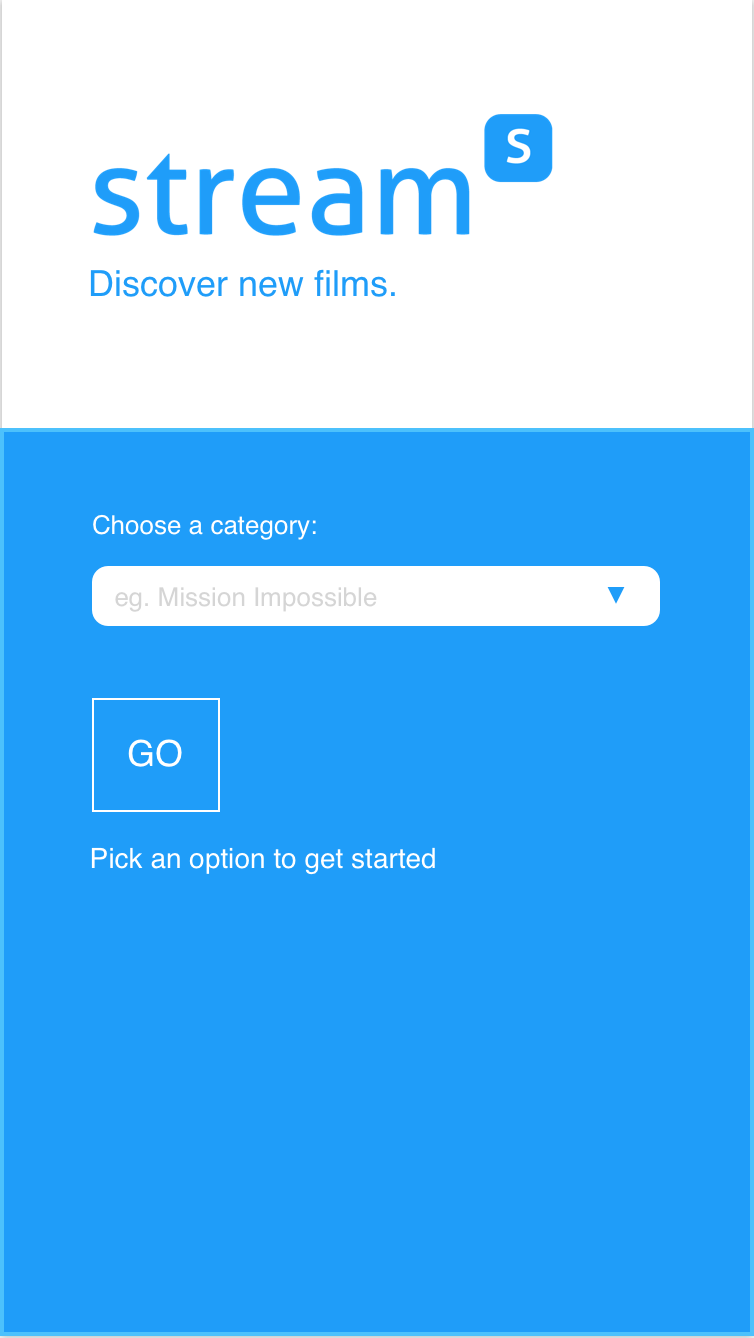 stream S
Discover new films.
Choose a category:
eg. Mission Impossible
GO
Pick an option to get started